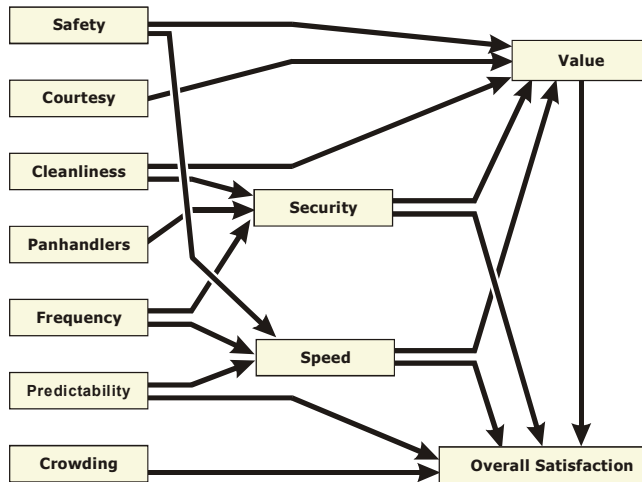 Safety
Value
Courtesy
Cleanliness
Security
Panhandlers
Frequency
Speed
Predictability
Crowding
Overall Satisfaction